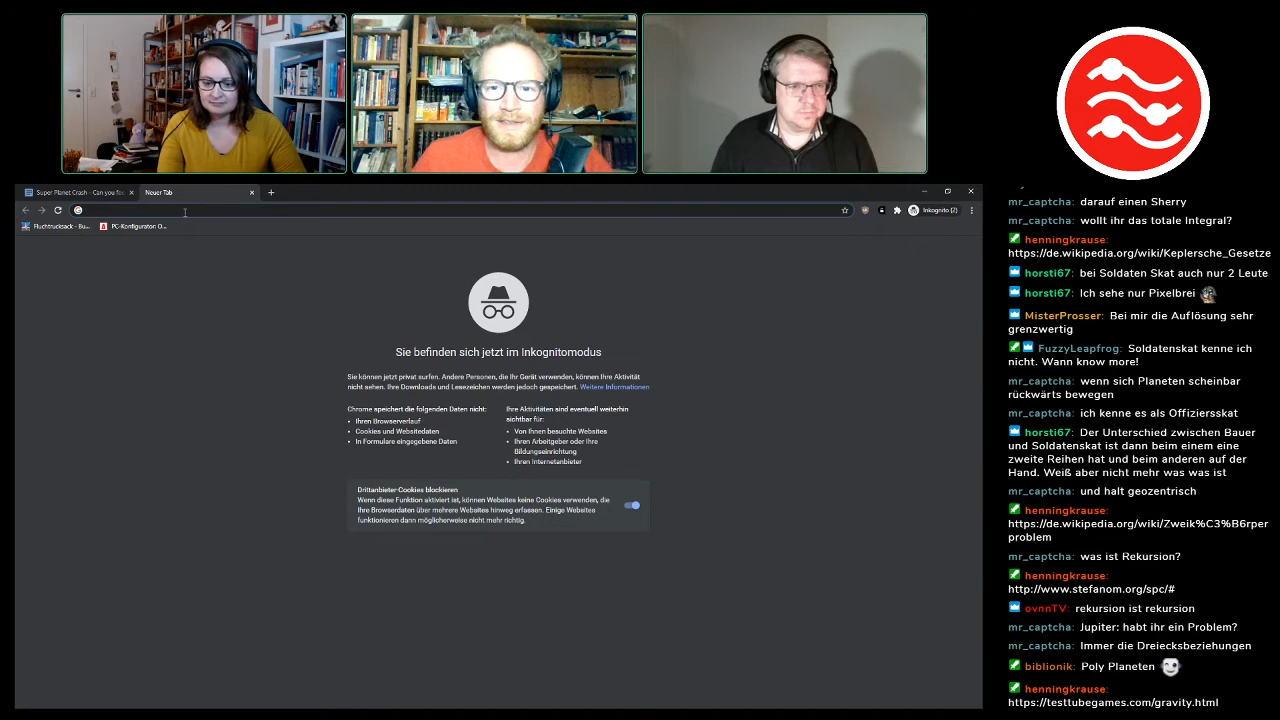 Super Planet Crash - Can you fee
Neuer Tab
Inkognito (2)
Fluchtrucksack - Bu...
PC-Konfigurator: O...
Sie befinden sich jetzt im Inkognitomodus
Sie können jetzt privat surfen. Andere Personen, die Ihr Gerät verwenden, können Ihre Aktivität
nicht sehen. Ihre Downloads und Lesezeichen werden jedoch gespeichert. Weitere Informationen
Chrome speichert die folgenden Daten nicht:
• Ihren Browserverlauf
• Cookies und Websitedaten
• In Formulare eingegebene Daten
Ihre Aktivitäten sind eventuell weiterhin
sichtbar für:
• Von Ihnen besuchte Websites
• Ihren Arbeitgeber oder Ihre
Bildungseinrichtung
• Ihren Internetanbieter
Drittanbieter-Cookies blockieren
Wenn diese Funktion aktiviert ist, können Websites keine Cookies verwenden, die
Ihre Browserdaten über mehrere Websites hinweg erfassen. Einige Websites
funktionieren dann möglicherweise nicht mehr richtig.
mr_captcha: darauf einen Sherry
mr_captcha: wollt ihr das totale Integral?
henningkrause:
https://de.wikipedia.org/wiki/Keplersche_Gesetze
horsti67: bei Soldaten Skat auch nur 2 Leute
horsti67: Ich sehe nur Pixelbrei
MisterProsser: Bei mir die Auflösung sehr
grenzwertig
FuzzyLeapfrog: Soldatenskat kenne ich
nicht. Wann know more!
mr_captcha: wenn sich Planeten scheinbar
rückwärts bewegen
mr_captcha: ich kenne es als Offiziersskat
horsti67: Der Unterschied zwischen Bauer
und Soldatenskat ist dann beim einem eine
zweite Reihen hat und beim anderen auf der
Hand. Weiß aber nicht mehr was was ist
mr_captcha: und halt geozentrisch
henningkrause:
https://de.wikipedia.org/wiki/Zweik%C3%B6rper
problem
mr_captcha: was ist Rekursion?
henningkrause:
http://www.stefanom.org/spc/#
ovnnTV: rekursion ist rekursion
mr_captcha: Jupiter: habt ihr ein Problem?
mr_captcha: Immer die Dreiecksbeziehungen
biblionik: Poly Planeten
henningkrause:
https://testtubegames.com/gravity.html